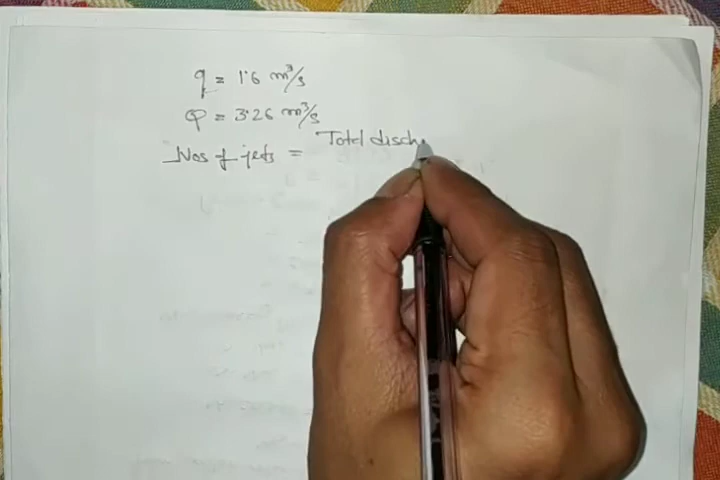 q = 1.6 m³/s
Q = 3.26 m³/s
Nos of jets = Total disch